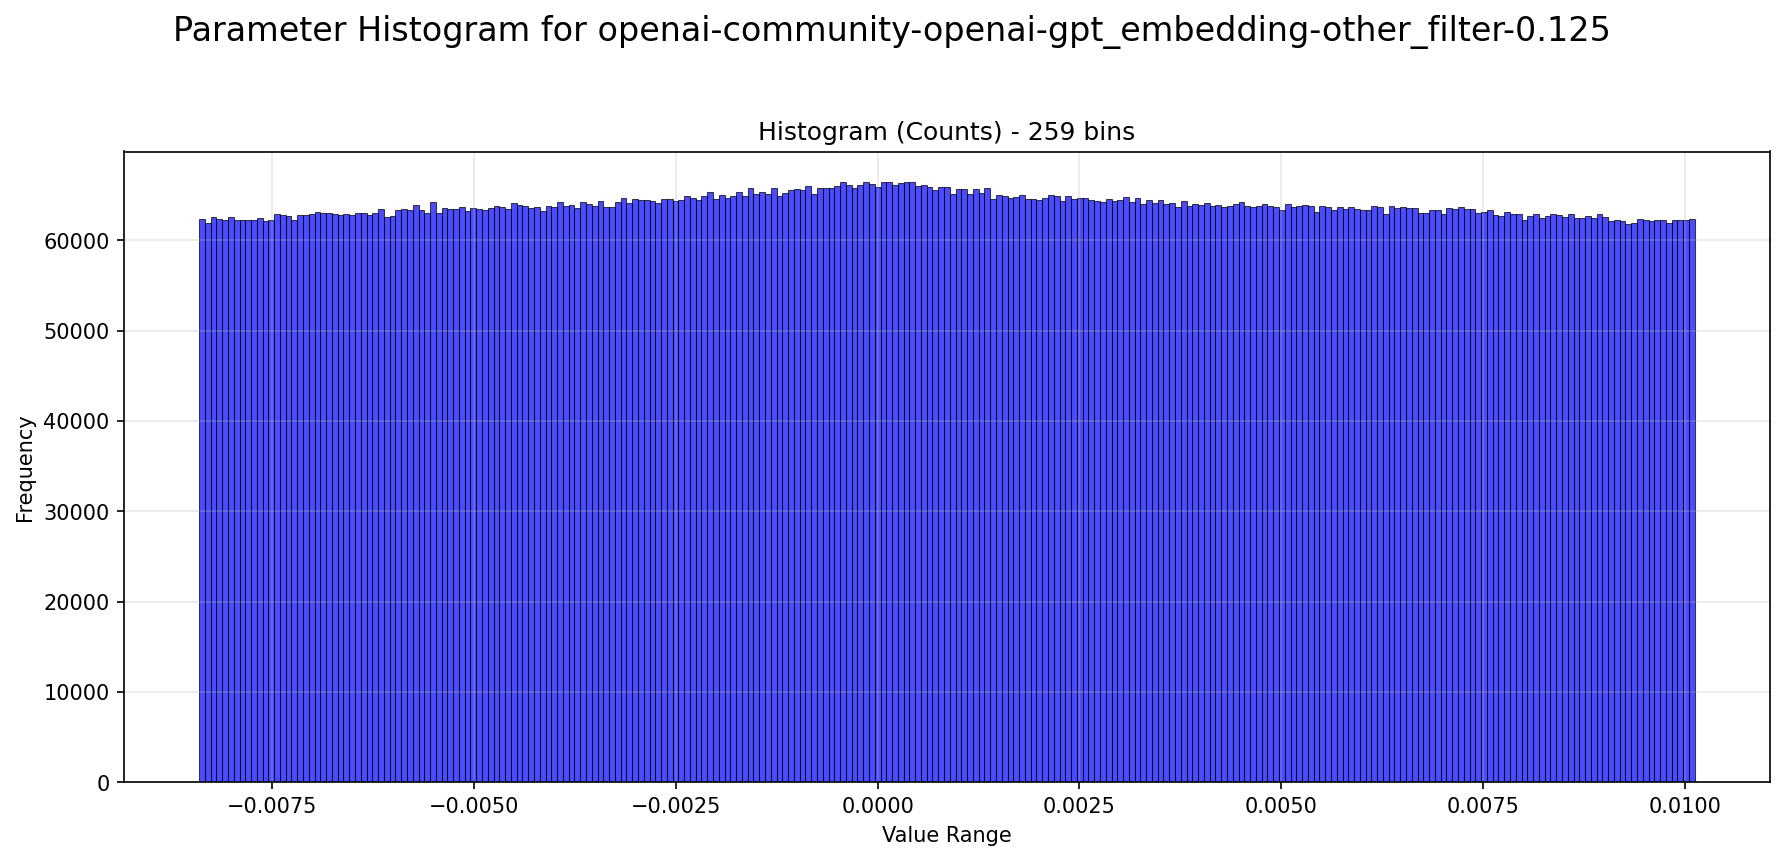 Parameter Histogram for openai-community-openai-gpt_embedding-other_filter-0.125
Histogram (Counts) - 259 bins
Frequency
60000
50000
40000
30000
20000
10000
0
−0.0075 −0.0050 −0.0025 0.0000 0.0025 0.0050 0.0075 0.0100
Value Range